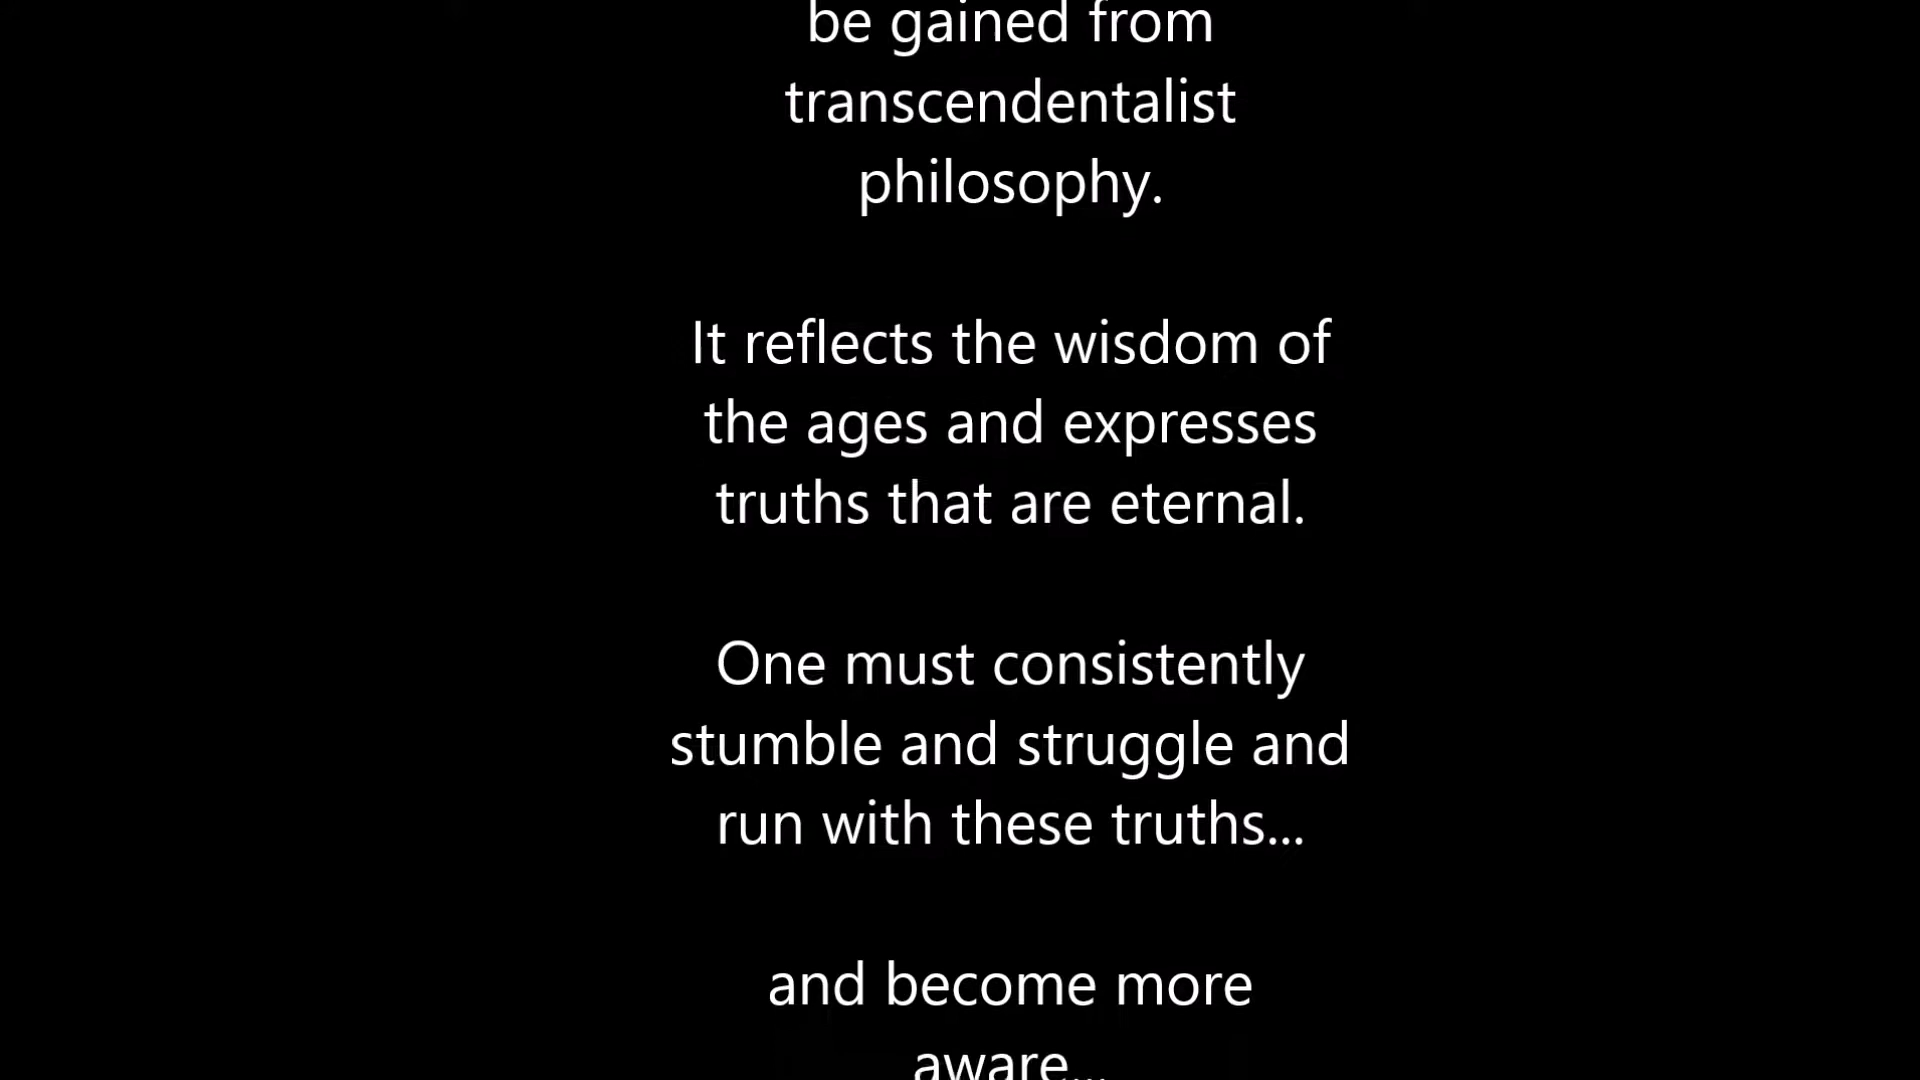 be gained from
transcendentalist
philosophy.
It reflects the wisdom of
the ages and expresses
truths that are eternal.
One must consistently
stumble and struggle and
run with these truths...
and become more
aware....